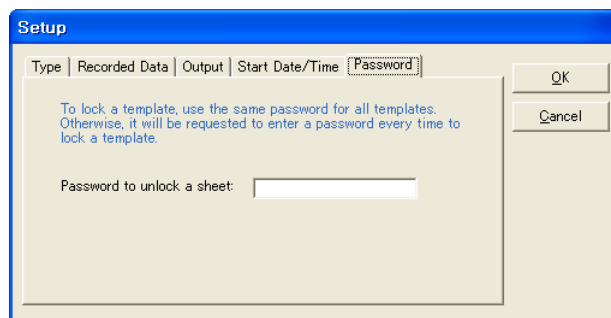 Setup
Type Recorded Data Output Start Date/Time Password
OK
To lock a template, use the same password for all templates.
Otherwise, it will be requested to enter a password every time to
lock a template.
Cancel
Password to unlock a sheet: